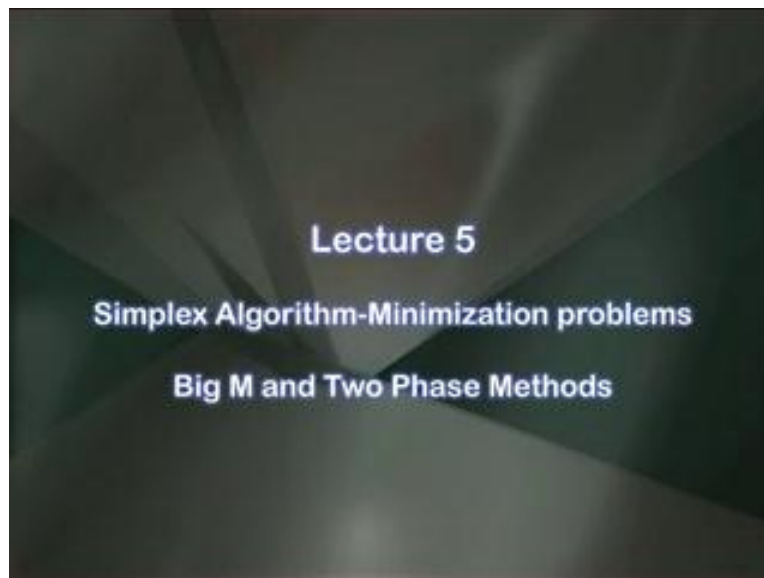 Lecture 5
Simplex Algorithm-Minimization problems
Big M and Two Phase Methods